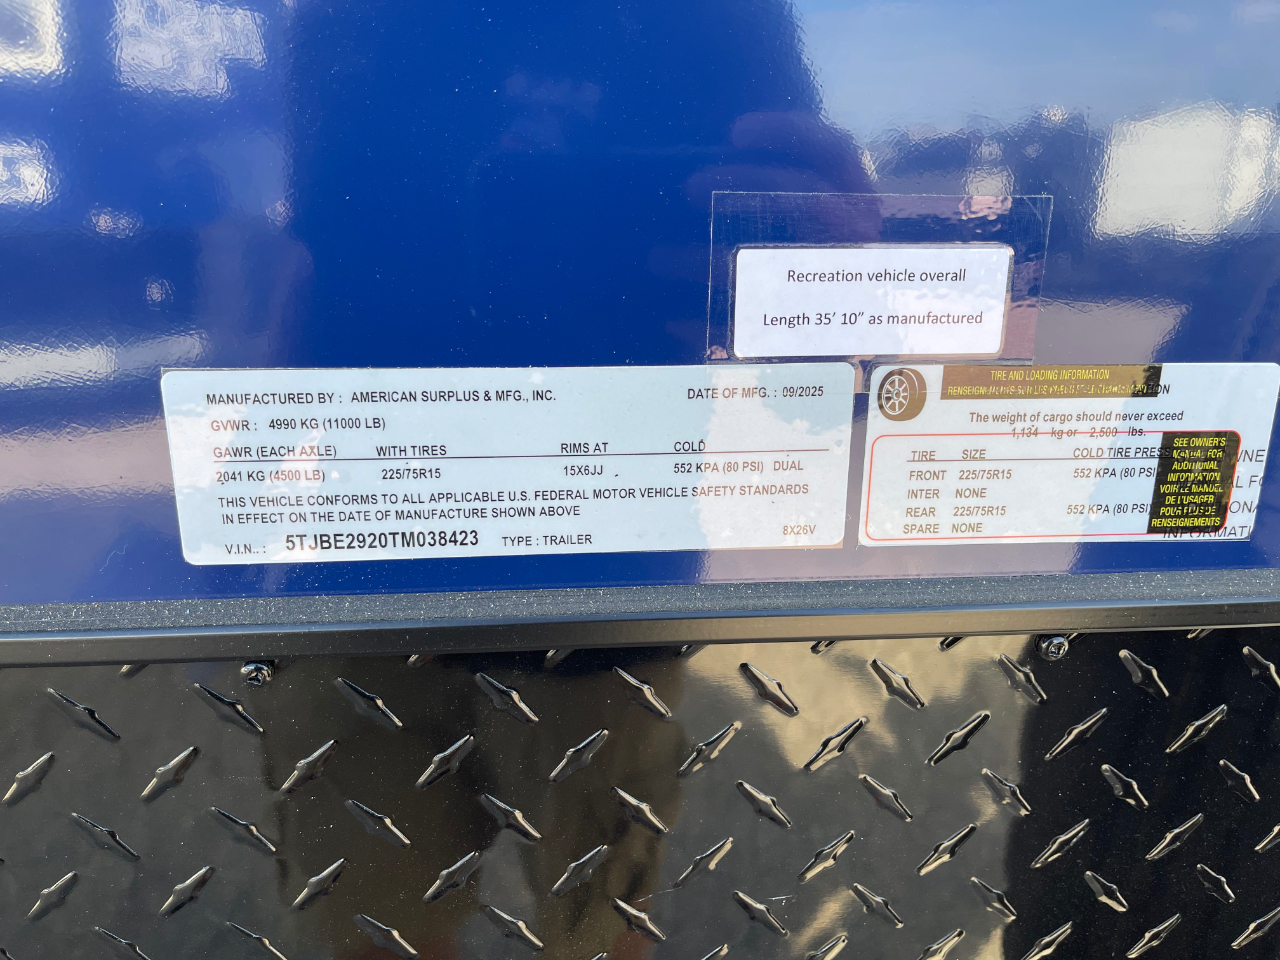 Recreation vehicle overall
Length 35' 10" as manufactured
MANUFACTURED BY : AMERICAN SURPLUS & MFG., INC. DATE OF MFG. : 09/2025
GVWR : 4990 KG (11000 LB)
GAWR (EACH AXLE) WITH TIRES RIMS AT COLD
2041 KG (4500 LB) 225/75R15 15X6JJ 552 KPA (80 PSI) DUAL
THIS VEHICLE CONFORMS TO ALL APPLICABLE U.S. FEDERAL MOTOR VEHICLE SAFETY STANDARDS
IN EFFECT ON THE DATE OF MANUFACTURE SHOWN ABOVE
V.I.N.. : 5TJBE2920TM038423 TYPE : TRAILER 8X26V
TIRE AND LOADING INFORMATION
The weight of cargo should never exceed
1,134 kg or 2,500 lbs.
TIRE SIZE COLD TIRE PRESS
FRONT 225/75R15 552 KPA (80 PSI)
INTER NONE
REAR 225/75R15 552 KPA (80 PSI)
SPARE NONE
SEE OWNER'S
MANUAL FOR
ADDITIONAL
INFORMATION
VOIR LE MANUEL
DE L'USAGER
POUR PLUS DE
RENSEIGNEMENTS